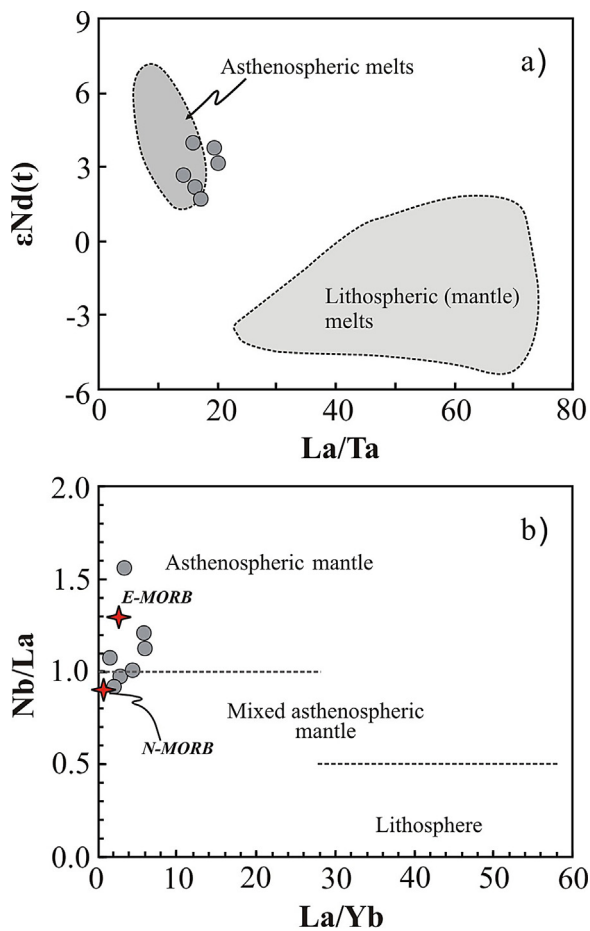 9
a)
Asthenospheric melts
6
3
εNd(t)
0
Lithospheric (mantle)
melts
-3
-6
0 20 40 60 80
La/Ta
2.0
b)
Asthenospheric mantle
1.5
E-MORB
Nb/La
1.0
Mixed asthenospheric
mantle
N-MORB
0.5
Lithosphere
0.0
0 10 20 30 40 50 60
La/Yb